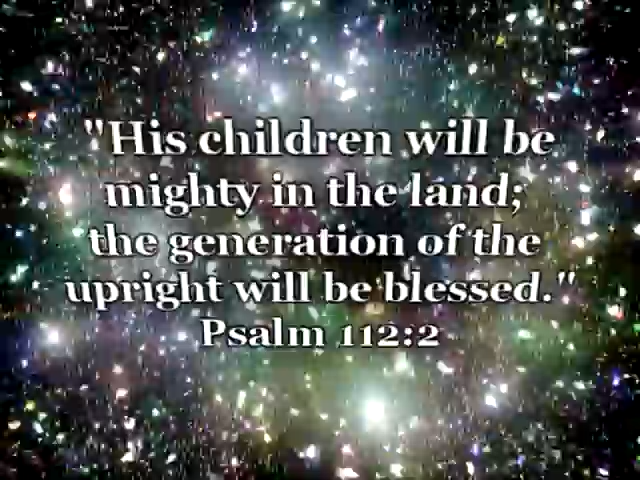 "His children will be
mighty in the land;
the generation of the
upright will be blessed."
Psalm 112:2